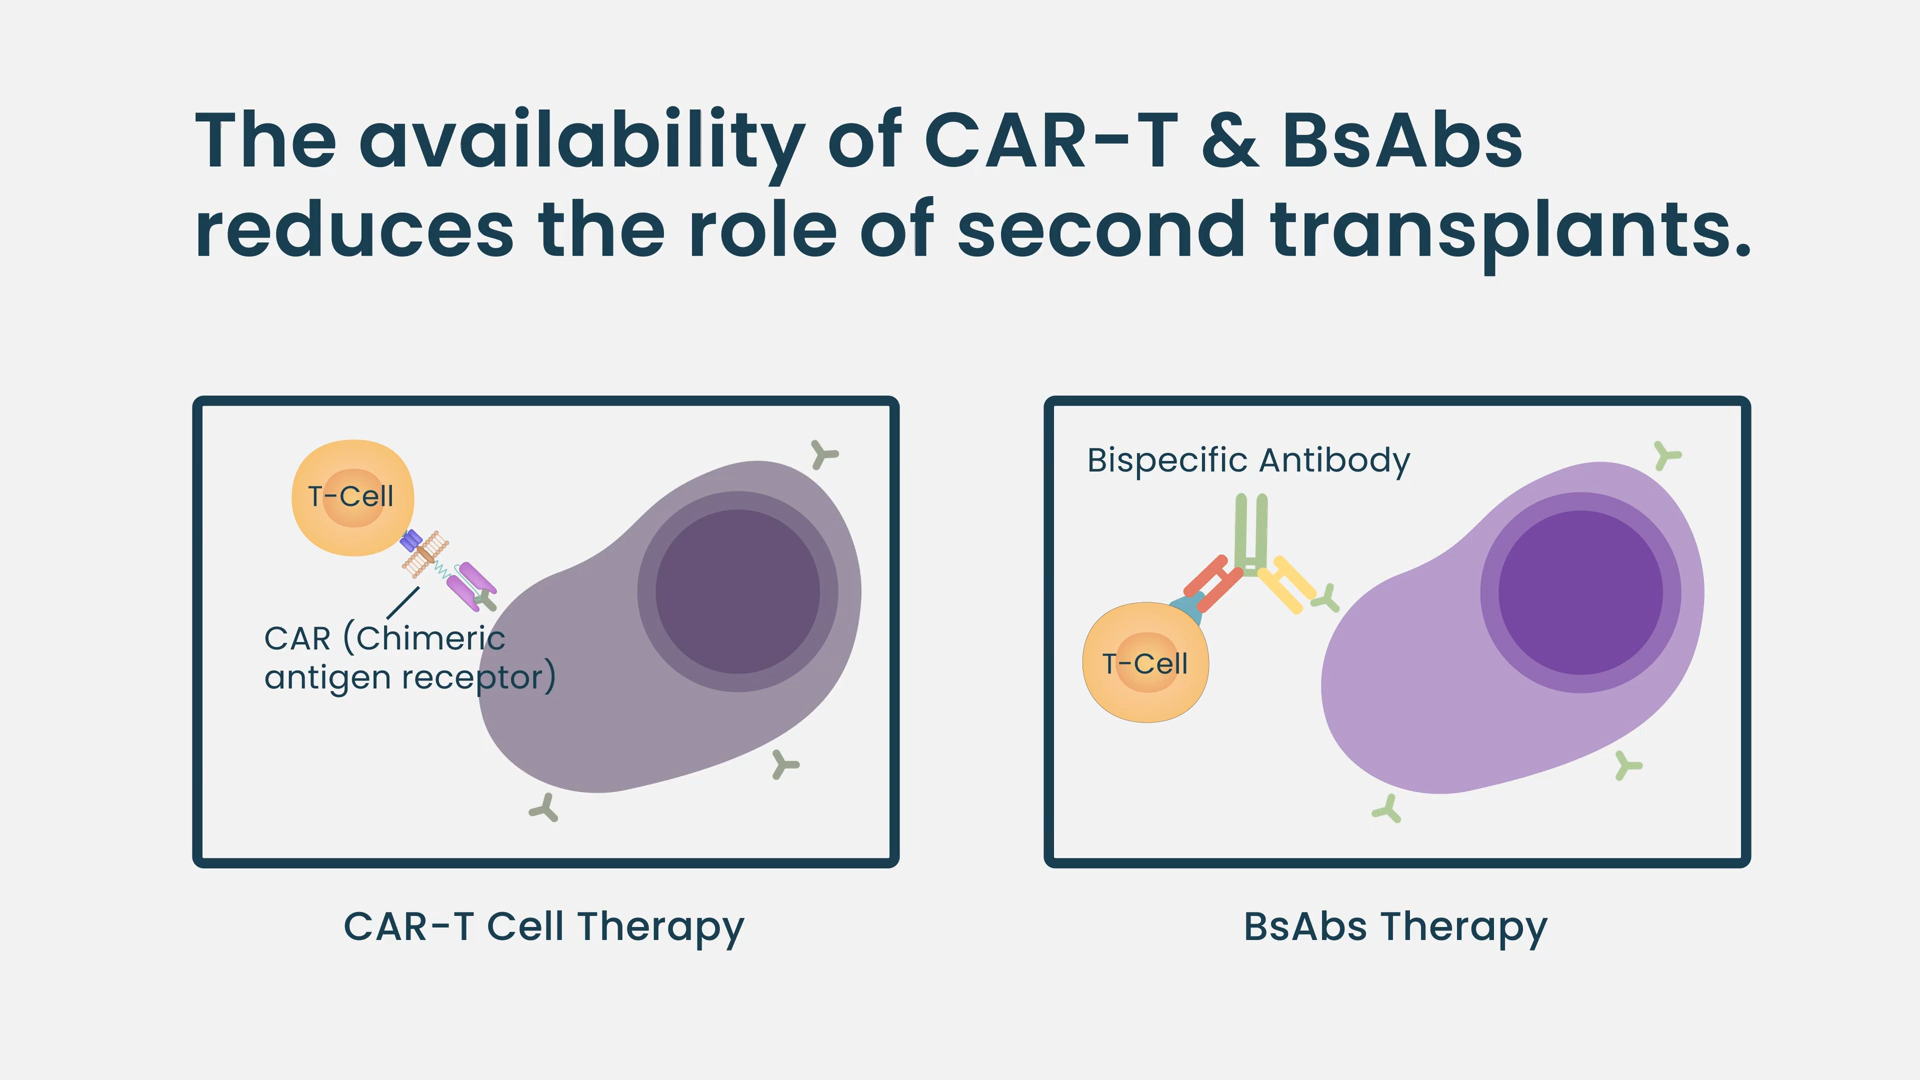 The availability of CAR-T & BsAbs
reduces the role of second transplants.
T-Cell
CAR (Chimeric
antigen receptor)
CAR-T Cell Therapy
Bispecific Antibody
T-Cell
BsAbs Therapy